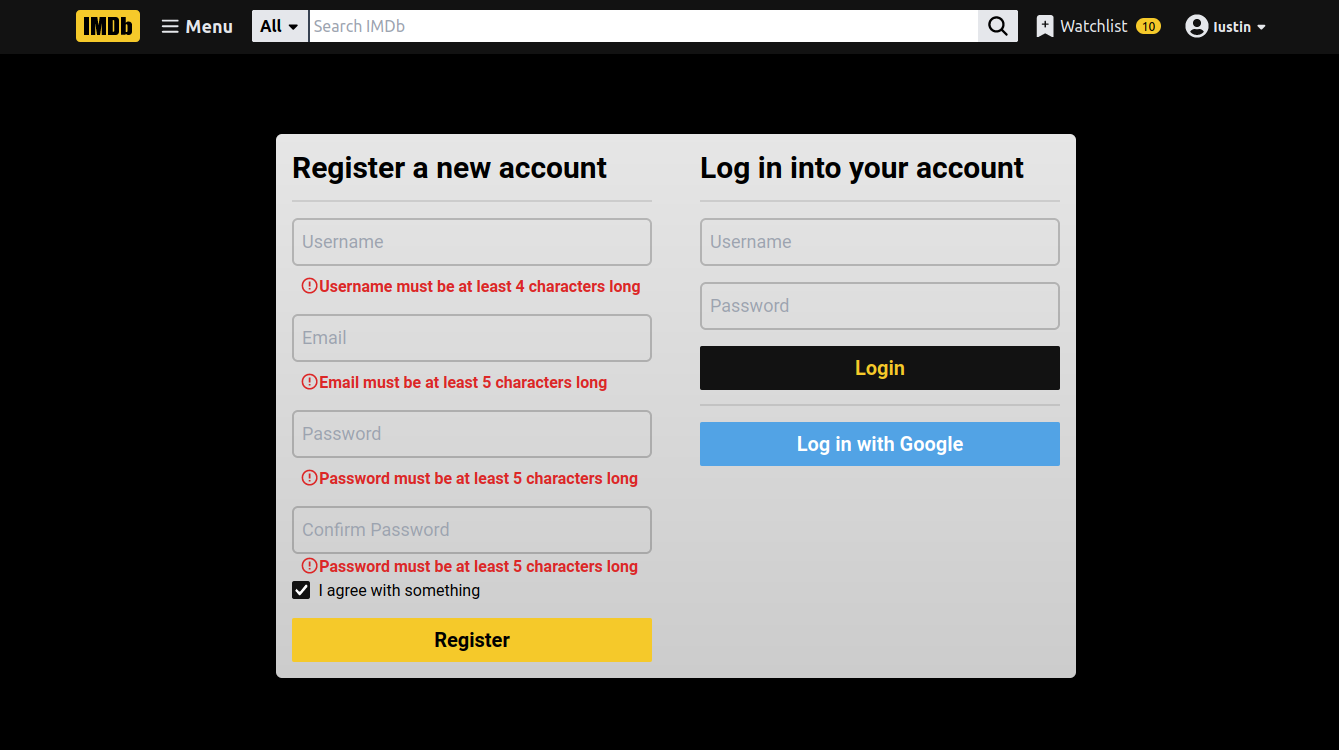 IMDb Menu All Search IMDb Watchlist 10 Iustin
Register a new account
Username
Username must be at least 4 characters long
Email
Email must be at least 5 characters long
Password
Password must be at least 5 characters long
Confirm Password
Password must be at least 5 characters long
I agree with something
Register
Log in into your account
Username
Password
Login
Log in with Google